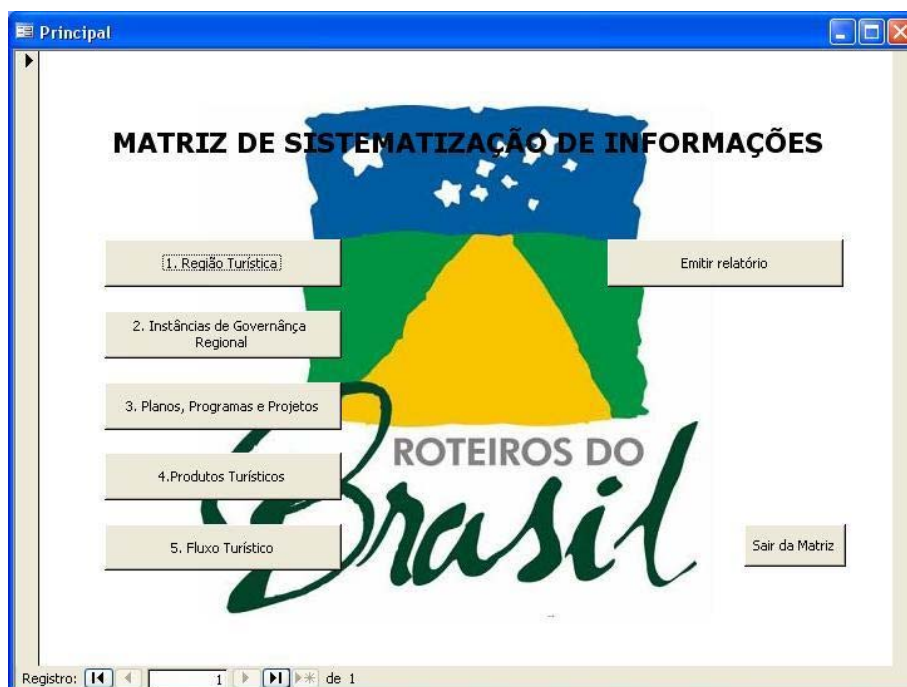 Principal
MATRIZ DE SISTEMATIZAÇÃO DE INFORMAÇÕES
1. Região Turística
Emitir relatório
2. Instâncias de Governânça
Regional
3. Planos, Programas e Projetos
ROTEIROS DO
Brasil
4.Produtos Turísticos
5. Fluxo Turístico
Sair da Matriz
Registro: 1 de 1